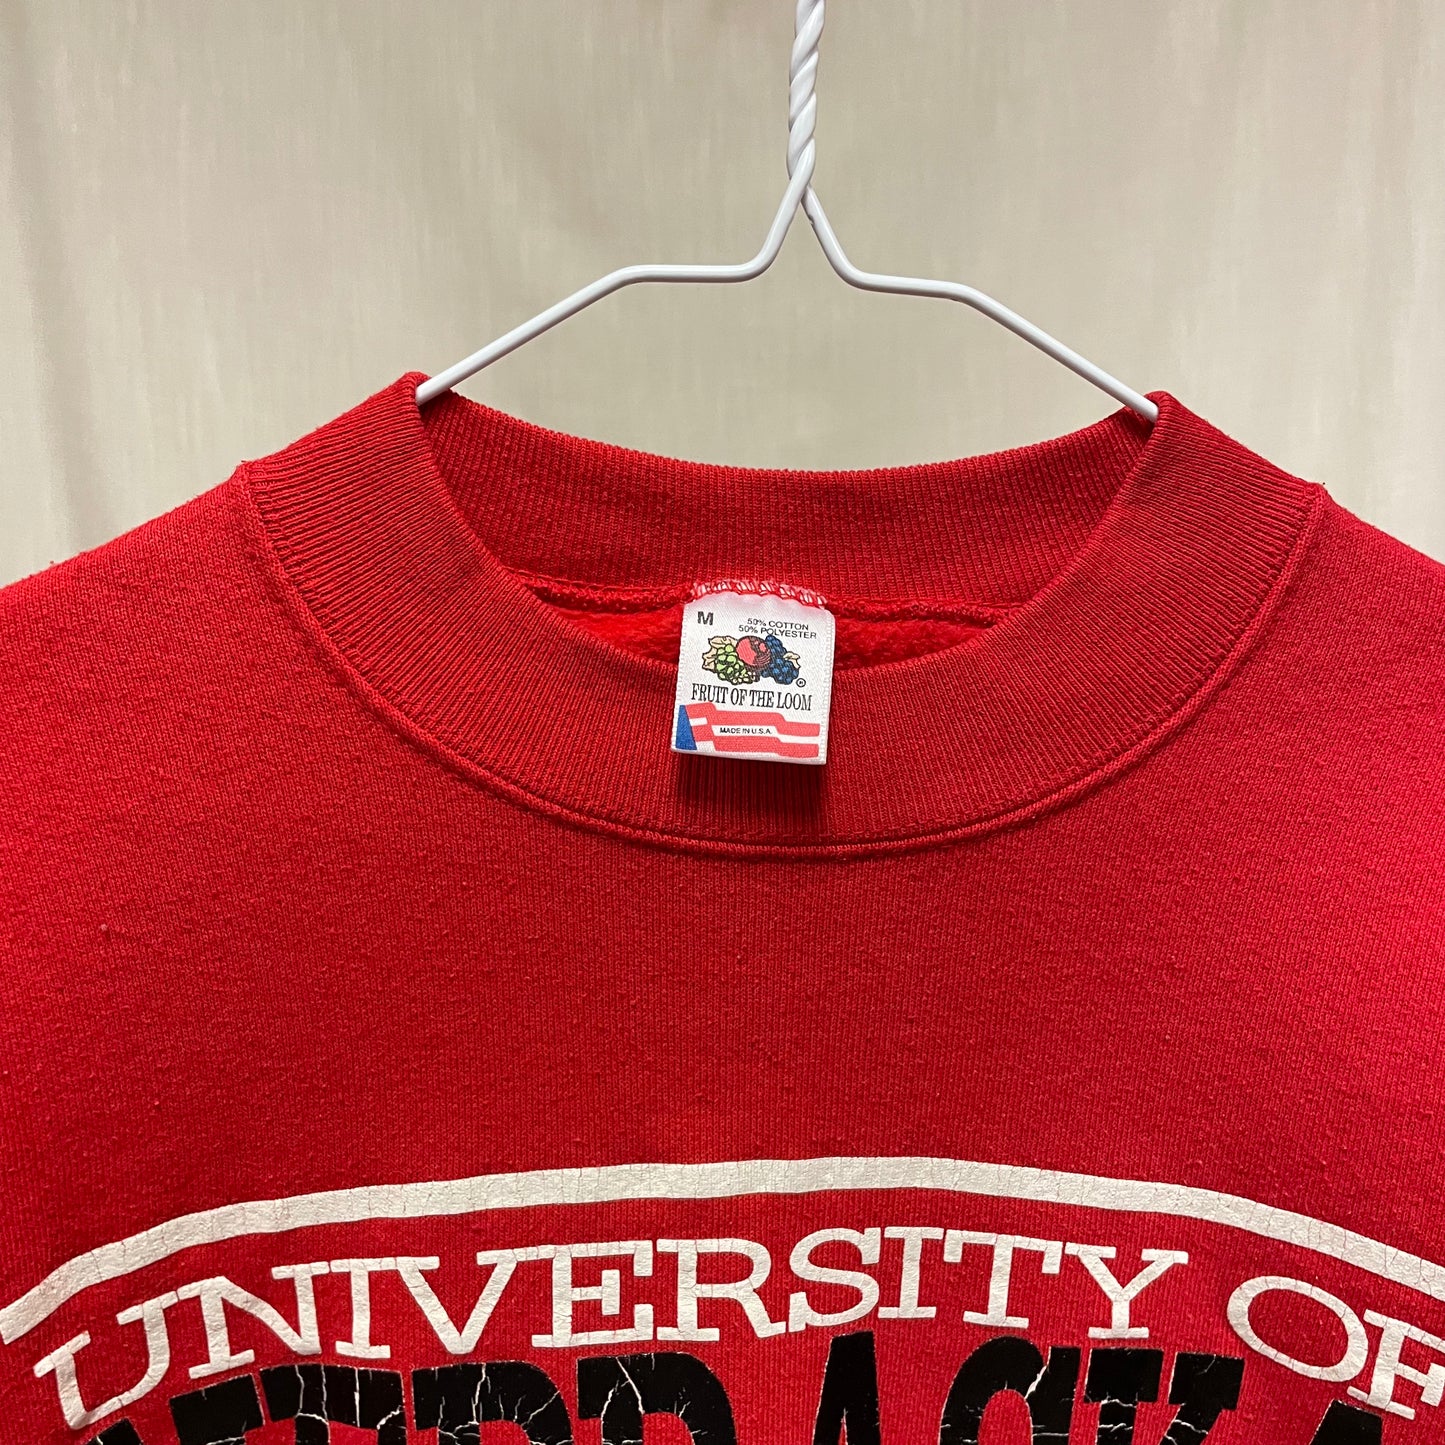 M
50% COTTON
50% POLYESTER
®
FRUIT OF THE LOOM
MADE IN U.S.A.
UNIVERSITY OF